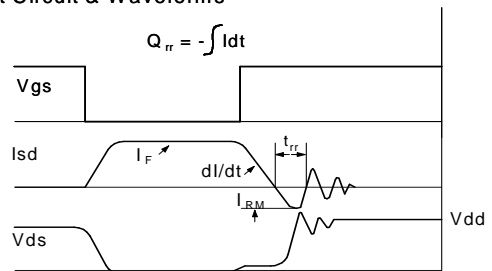 t Circuit & Waveforms
Q rr = - ∫ Idt
Vgs
Isd
I F
dI/dt
t rr
I RM
Vdd
Vds